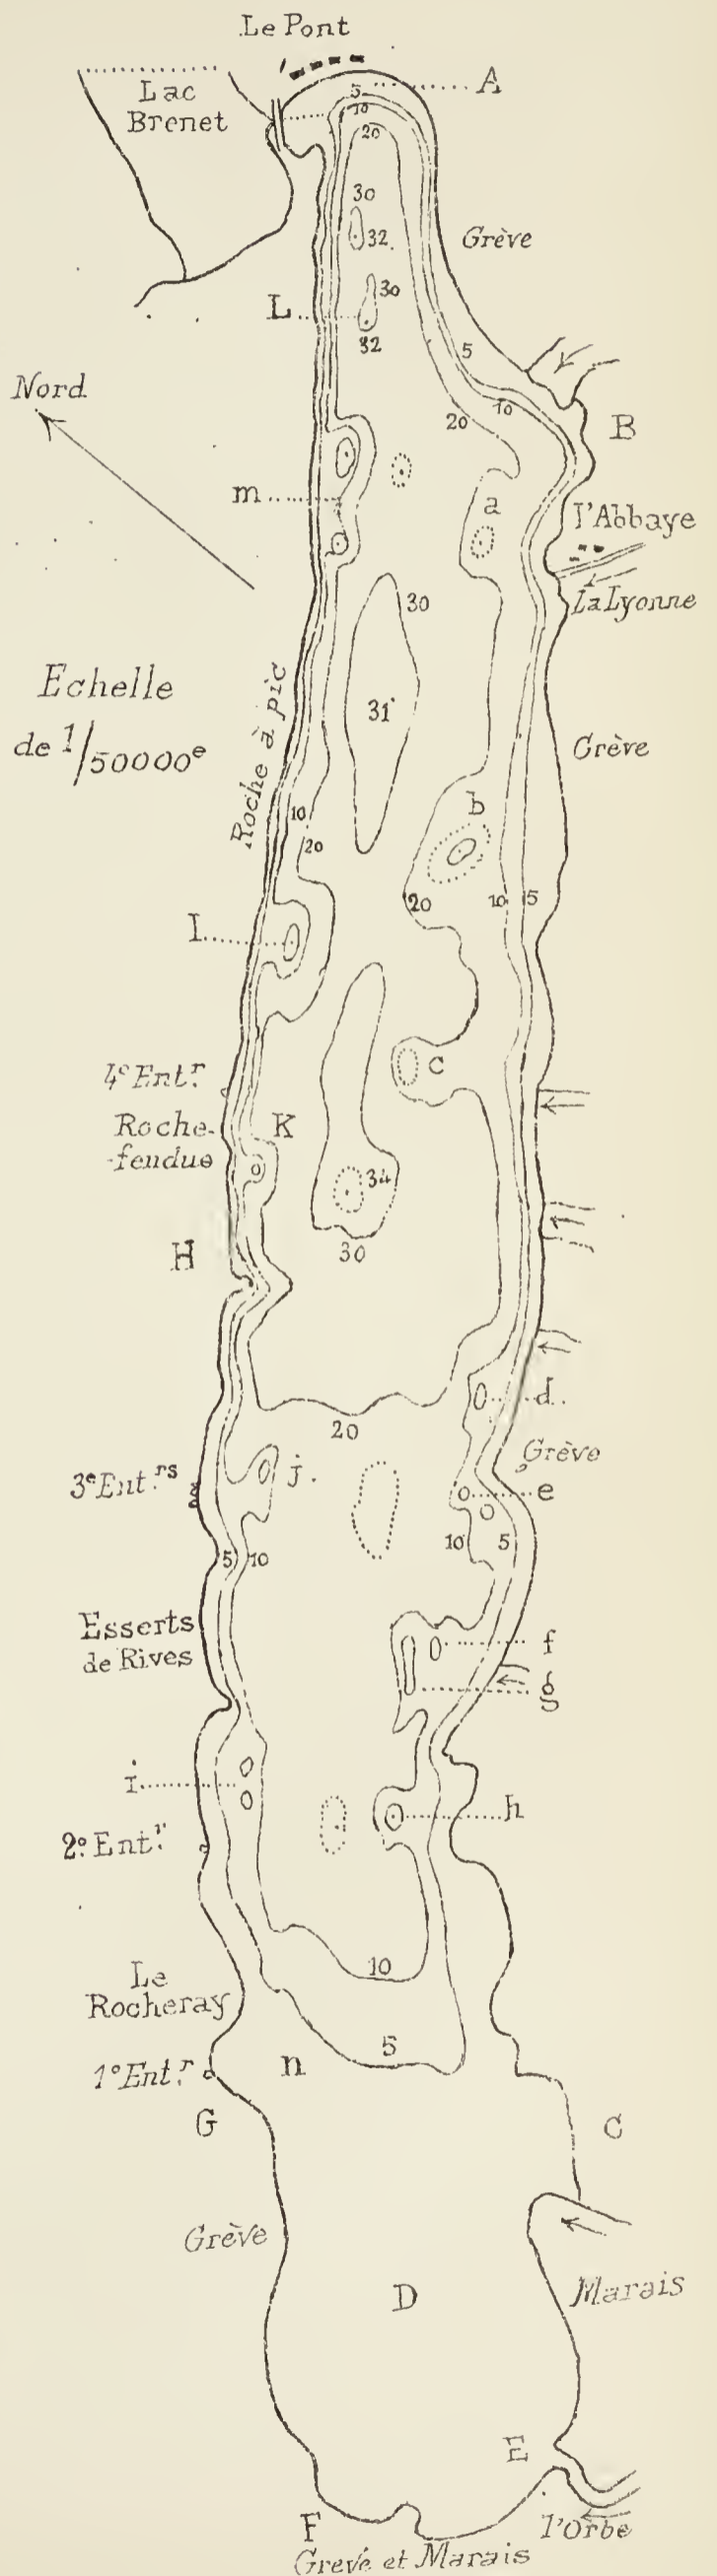 Le Pont
Lac
Brenet
A
5
10
20
30
32
Grève
L
30
32
5
Nord
10
20
B
m
a
l'Abbaye
30
La Lyonne
Echelle
de 1/50000e
Roche à pic
31
Grève
b
10
20
20
10
5
l
4e Entr.
c
Roche-
-fendue
K
34
H
30
d
20
Grève
3e Entrs
j
e
5
10
10
5
Esserts
de Rives
f
g
i
h
2e Entr.
10
Le
Rocheray
5
1e Entr.
n
G
C
Grève
D
Marais
E
F
l'Orbe
Grève et Marais